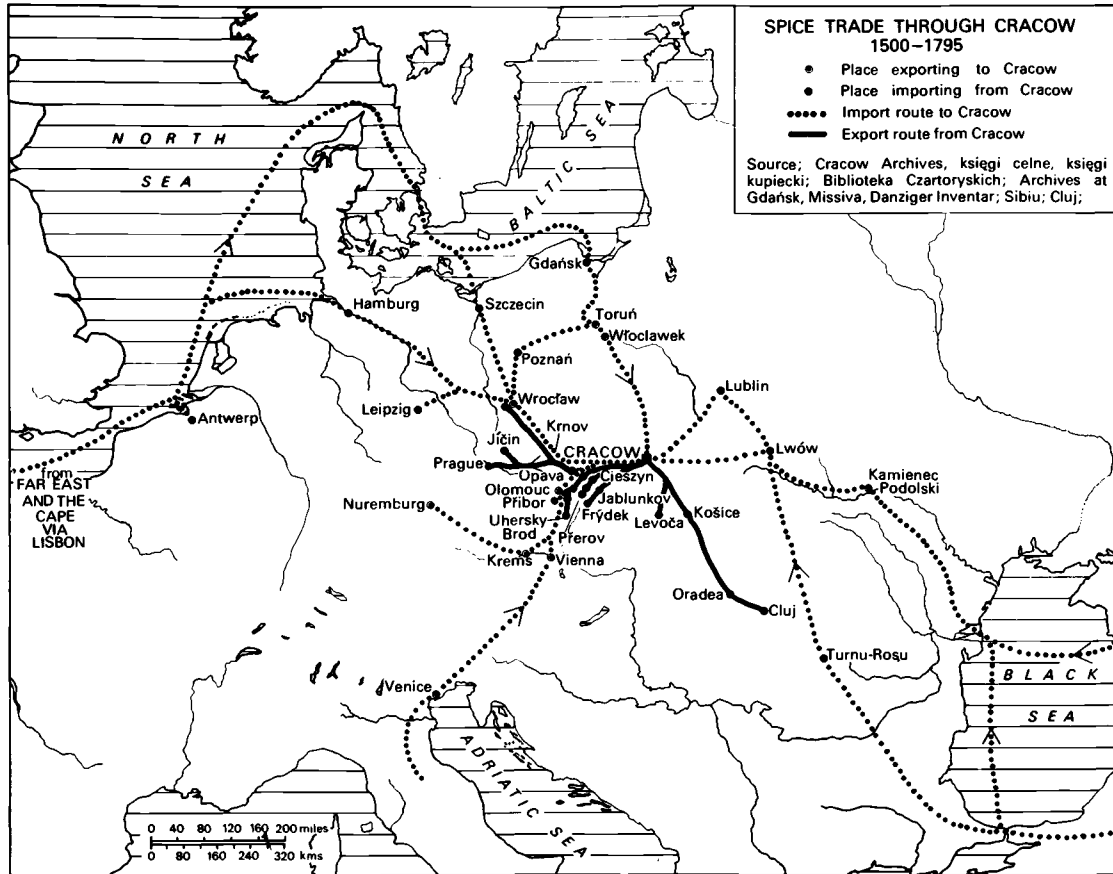 SPICE TRADE THROUGH CRACOW
1500–1795
Place exporting to Cracow
Place importing from Cracow
Import route to Cracow
Export route from Cracow
Source; Cracow Archives, księgi celne, księgi
kupiecki; Biblioteka Czartoryskich; Archives at
Gdańsk, Missiva, Danziger Inventar; Sibiu; Cluj;
NORTH
SEA
BALTIC SEA
Gdańsk
Hamburg
Szczecin
Toruń
Włocławek
Poznań
Lublin
Leipzig
Wrocław
Antwerp
Krnov
Jíčin
CRACOW
Lwów
Prague
Opava
Cieszyn
Kamienec
Podolski
from
FAR EAST
AND THE
CAPE
VIA
LISBON
Olomouc
Jablunkov
Příbor
Nuremburg
Frýdek
Levoča
Košice
Uhersky
Brod
Přerov
Krems
Vienna
Oradea
Cluj
Turnu-Rosu
BLACK
SEA
Venice
ADRIATIC SEA
0 40 80 120 160 200 miles
0 80 160 240 320 kms